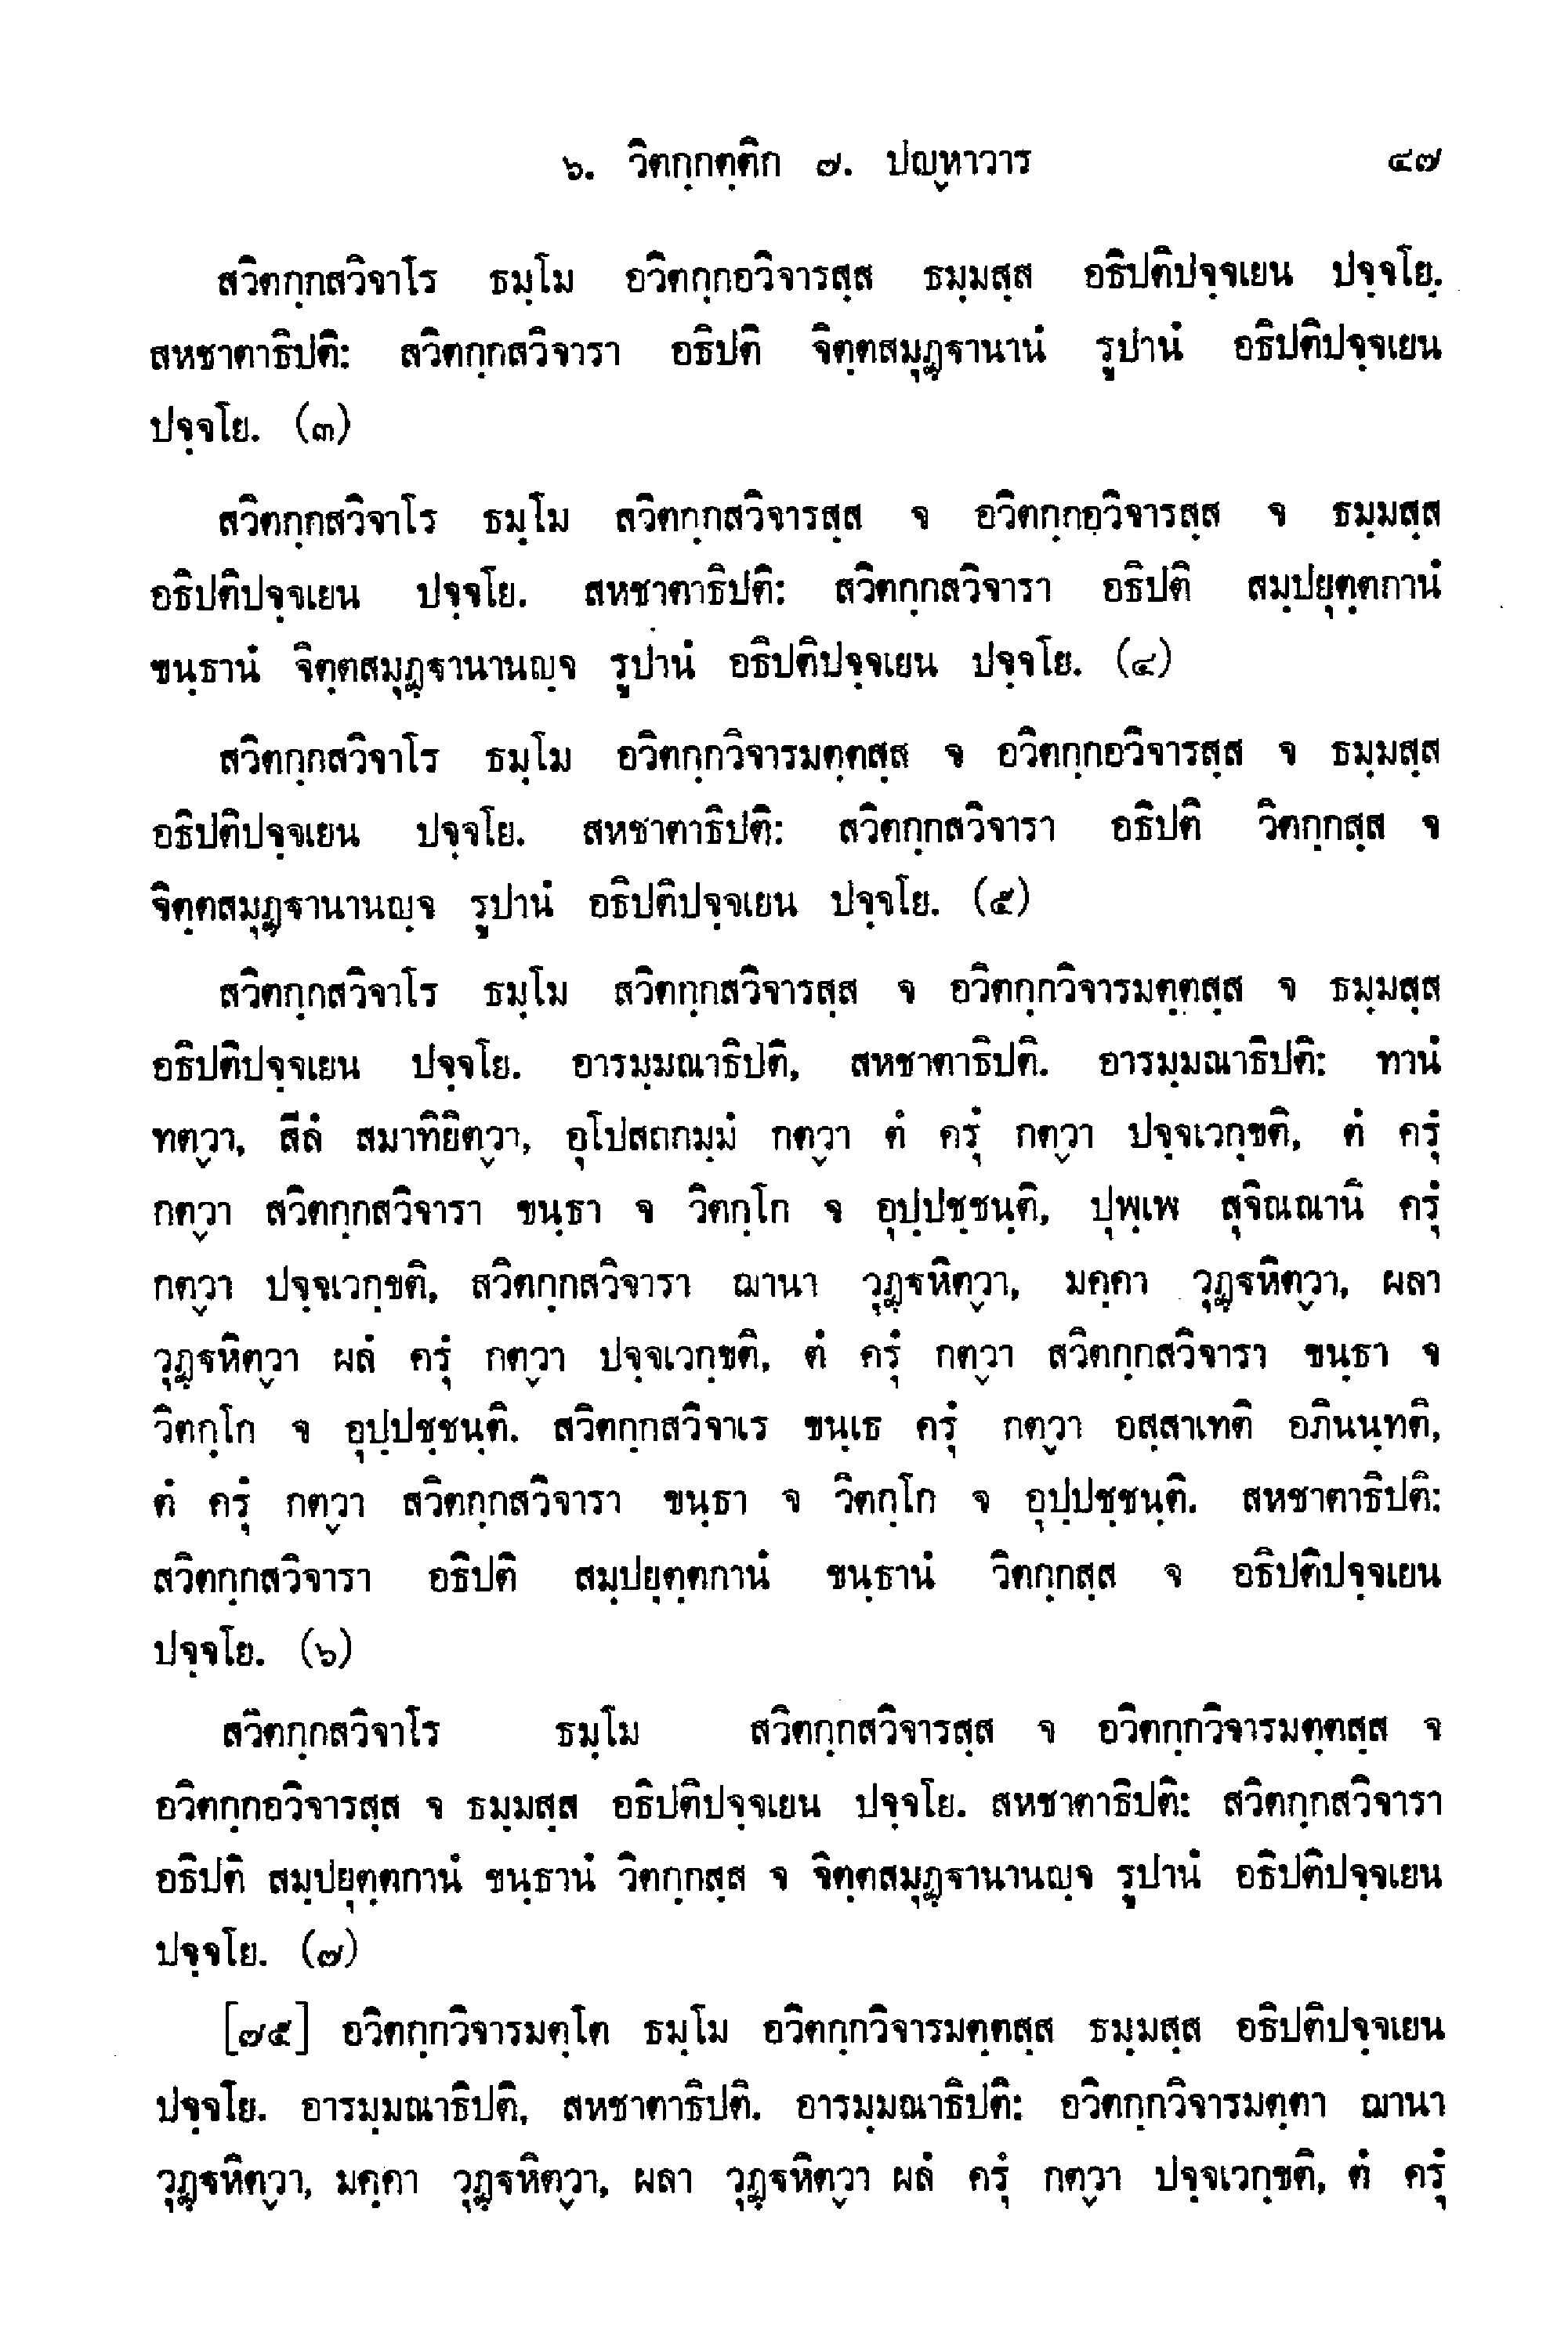 ๖. วิตกฺกตฺติก ๗. ปญฺหาวาร ๔๗
สวิตกฺกสวิจาโร ธมฺโม อวิตกฺกอวิจารสฺส ธมฺมสฺส อธิปติปจฺจเยน ปจฺจโย.
สหชาตาธิปติ: สวิตกฺกสวิจารา อธิปติ จิตฺตสมุฏฺฐานานํ รูปานํ อธิปติปจฺจเยน
ปจฺจโย. (๓)
สวิตกฺกสวิจาโร ธมฺโม สวิตกฺกสวิจารสฺส จ อวิตกฺกอวิจารสฺส จ ธมฺมสฺส
อธิปติปจฺจเยน ปจฺจโย. สหชาตาธิปติ: สวิตกฺกสวิจารา อธิปติ สมฺปยุตฺตกานํ
ขนฺธานํ จิตฺตสมุฏฺฐานานญฺจ รูปานํ อธิปติปจฺจเยน ปจฺจโย. (๔)
สวิตกฺกสวิจาโร ธมฺโม อวิตกฺกวิจารมตฺตสฺส จ อวิตกฺกอวิจารสฺส จ ธมฺมสฺส
อธิปติปจฺจเยน ปจฺจโย. สหชาตาธิปติ: สวิตกฺกสวิจารา อธิปติ วิตกฺกสฺส จ
จิตฺตสมุฏฺฐานานญฺจ รูปานํ อธิปติปจฺจเยน ปจฺจโย. (๕)
สวิตกฺกสวิจาโร ธมฺโม สวิตกฺกสวิจารสฺส จ อวิตกฺกวิจารมตฺตสฺส จ ธมฺมสฺส
อธิปติปจฺจเยน ปจฺจโย. อารมฺมณาธิปติ, สหชาตาธิปติ. อารมฺมณาธิปติ: ทานํ
ทตฺวา, สีลํ สมาทิยิตฺวา, อุโปสถกมฺมํ กตฺวา ตํ ครุํ กตฺวา ปจฺจเวกฺขติ, ตํ ครุํ
กตฺวา สวิตกฺกสวิจารา ขนฺธา จ วิตกฺโก จ อุปฺปชฺชนฺติ, ปุพฺเพ สุจิณณานิ ครุํ
กตฺวา ปจฺจเวกฺขติ, สวิตกฺกสวิจารา ฌานา วุฏฺฐหิตฺวา, มคฺคา วุฏฺฐหิตฺวา, ผลา
วุฏฺฐหิตฺวา ผลํ ครุํ กตฺวา ปจฺจเวกฺขติ, ตํ ครุํ กตฺวา สวิตกฺกสวิจารา ขนฺธา จ
วิตกฺโก จ อุปฺปชฺชนฺติ. สวิตกฺกสวิจาเร ขนฺเธ ครุํ กตฺวา อสฺสาเทติ อภินนฺทติ,
ตํ ครุํ กตฺวา สวิตกฺกสวิจารา ขนฺธา จ วิตกฺโก จ อุปฺปชฺชนฺติ. สหชาตาธิปติ:
สวิตกฺกสวิจารา อธิปติ สมฺปยุตฺตกานํ ขนฺธานํ วิตกฺกสฺส จ อธิปติปจฺจเยน
ปจฺจโย. (๖)
สวิตกฺกสวิจาโร ธมฺโม สวิตกฺกสวิจารสฺส จ อวิตกฺกวิจารมตฺตสฺส จ
อวิตกฺกอวิจารสฺส จ ธมฺมสฺส อธิปติปจฺจเยน ปจฺจโย. สหชาตาธิปติ: สวิตกฺกสวิจารา
อธิปติ สมฺปยุตฺตกานํ ขนฺธานํ วิตกฺกสฺส จ จิตฺตสมุฏฺฐานานญฺจ รูปานํ อธิปติปจฺจเยน
ปจฺจโย. (๗)
[๗๕] อวิตกฺกวิจารมตฺโต ธมฺโม อวิตกฺกวิจารมตฺตสฺส ธมฺมสฺส อธิปติปจฺจเยน
ปจฺจโย. อารมฺมณาธิปติ, สหชาตาธิปติ. อารมฺมณาธิปติ: อวิตกฺกวิจารมตฺตา ฌานา
วุฏฺฐหิตฺวา, มคฺคา วุฏฺฐหิตฺวา, ผลา วุฏฺฐหิตฺวา ผลํ ครุํ กตฺวา ปจฺจเวกฺขติ, ตํ ครุํ